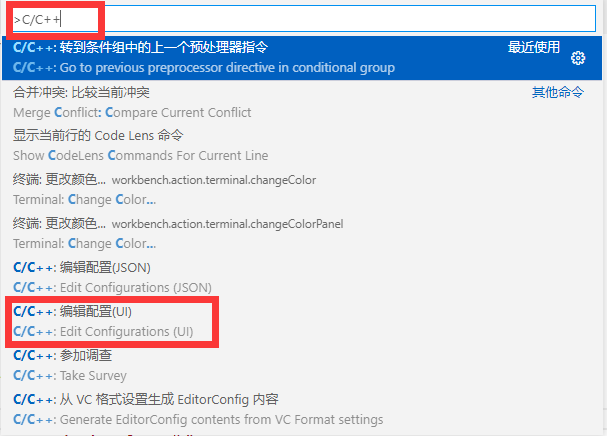 >C/C++
C/C++: 转到条件组中的上一个预处理器指令 最近使用
C/C++: Go to previous preprocessor directive in conditional group
合并冲突: 比较当前冲突 其他命令
Merge Conflict: Compare Current Conflict
显示当前行的 Code Lens 命令
Show CodeLens Commands For Current Line
终端: 更改颜色... workbench.action.terminal.changeColor
Terminal: Change Color...
终端: 更改颜色... workbench.action.terminal.changeColorPanel
Terminal: Change Color...
C/C++: 编辑配置(JSON)
C/C++: Edit Configurations (JSON)
C/C++: 编辑配置(UI)
C/C++: Edit Configurations (UI)
C/C++: 参加调查
C/C++: Take Survey
C/C++: 从 VC 格式设置生成 EditorConfig 内容
C/C++: Generate EditorConfig contents from VC Format settings